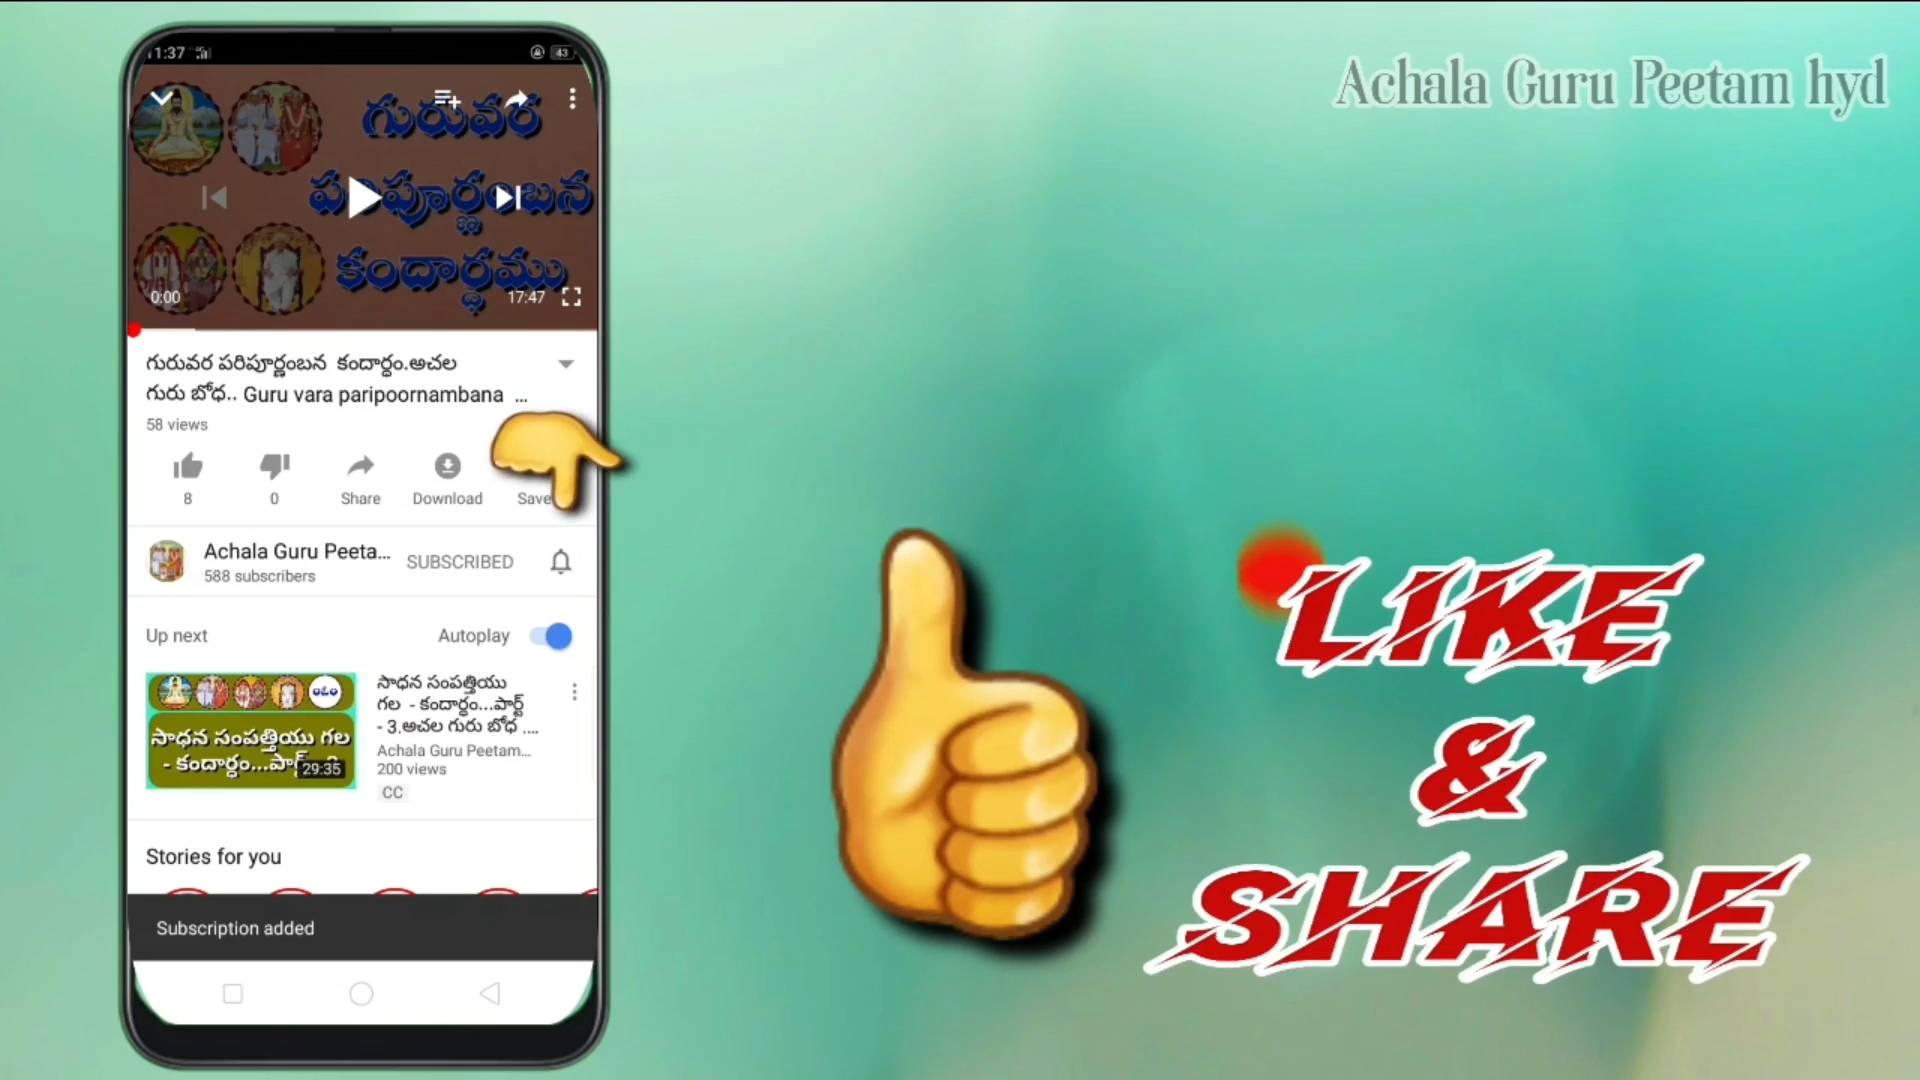 Achala Guru Peetam hyd
11:37
43
గురువర
పరిపూర్ణంబన
కందార్థము
0:00
17:47
గురువర పరిపూర్ణంబన కందార్థం.అచల
గురు బోధ.. Guru vara paripoornambana ...
58 views
8
0
Share
Download
Save
Achala Guru Peeta...
588 subscribers
SUBSCRIBED
Up next
Autoplay
సాధన సంపత్తియు గల
- కందార్థం...పార్ట్
29:35
సాధన సంపత్తియు
గల - కందార్థం...పార్ట్
- 3.అచల గురు బోధ ....
Achala Guru Peetam...
200 views
CC
Stories for you
Subscription added
LIKE
&
SHARE